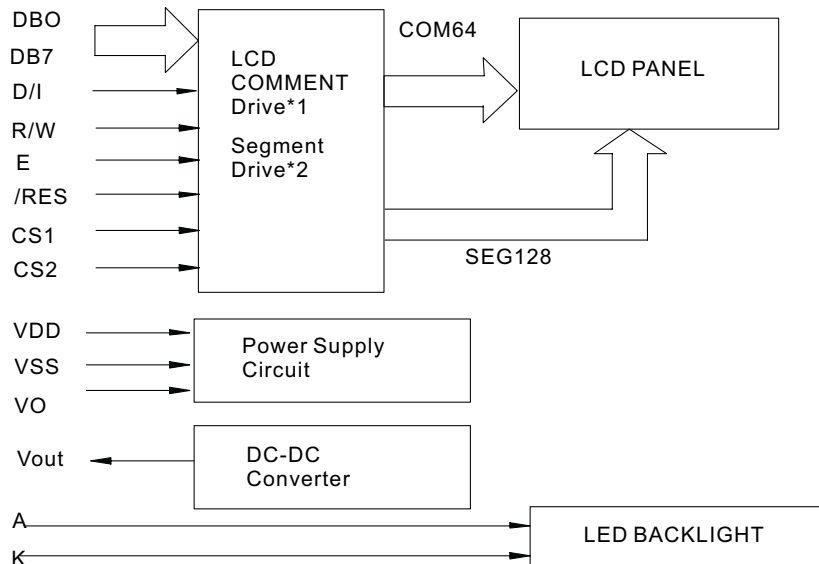 DBO
DB7
D/I
R/W
E
/RES
CS1
CS2
LCD
COMMENT
Drive*1
Segment
Drive*2
COM64
LCD PANEL
SEG128
VDD
VSS
VO
Power Supply
Circuit
Vout
DC-DC
Converter
A
K
LED BACKLIGHT